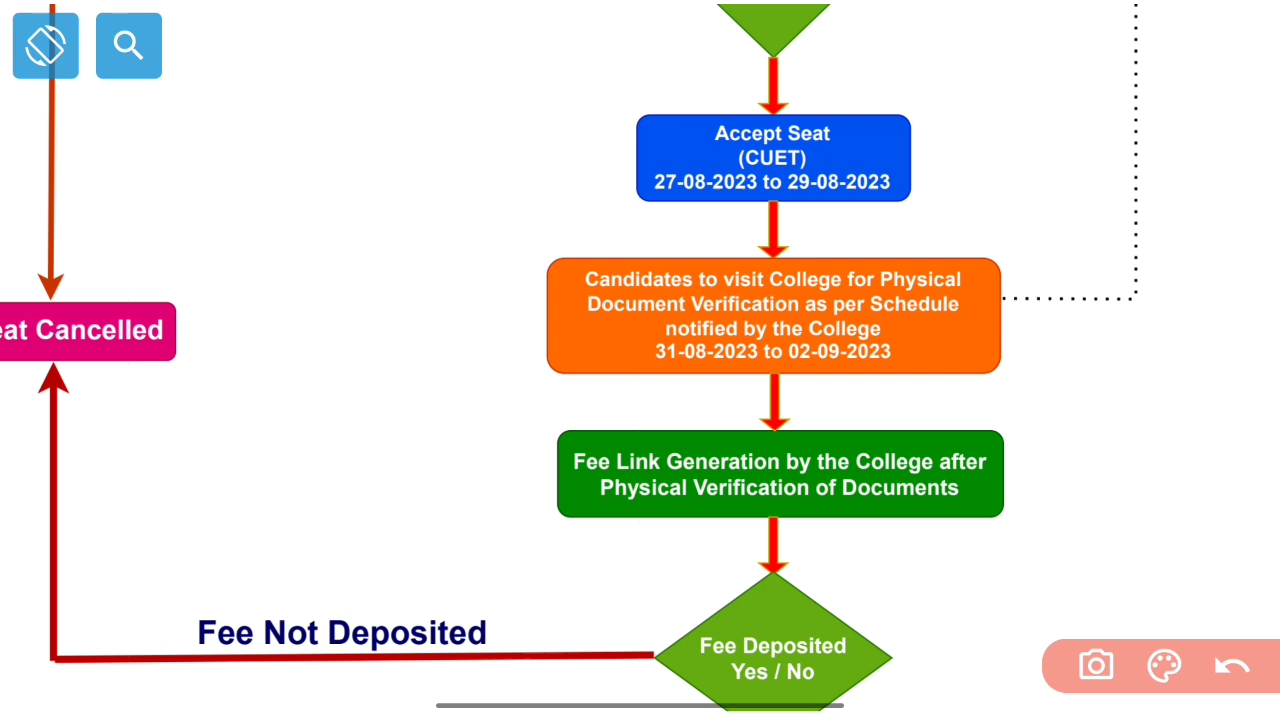 Accept Seat
(CUET)
27-08-2023 to 29-08-2023
Candidates to visit College for Physical
Document Verification as per Schedule
notified by the College
31-08-2023 to 02-09-2023
Cancelled
Fee Link Generation by the College after
Physical Verification of Documents
Fee Not Deposited
Fee Deposited
Yes / No